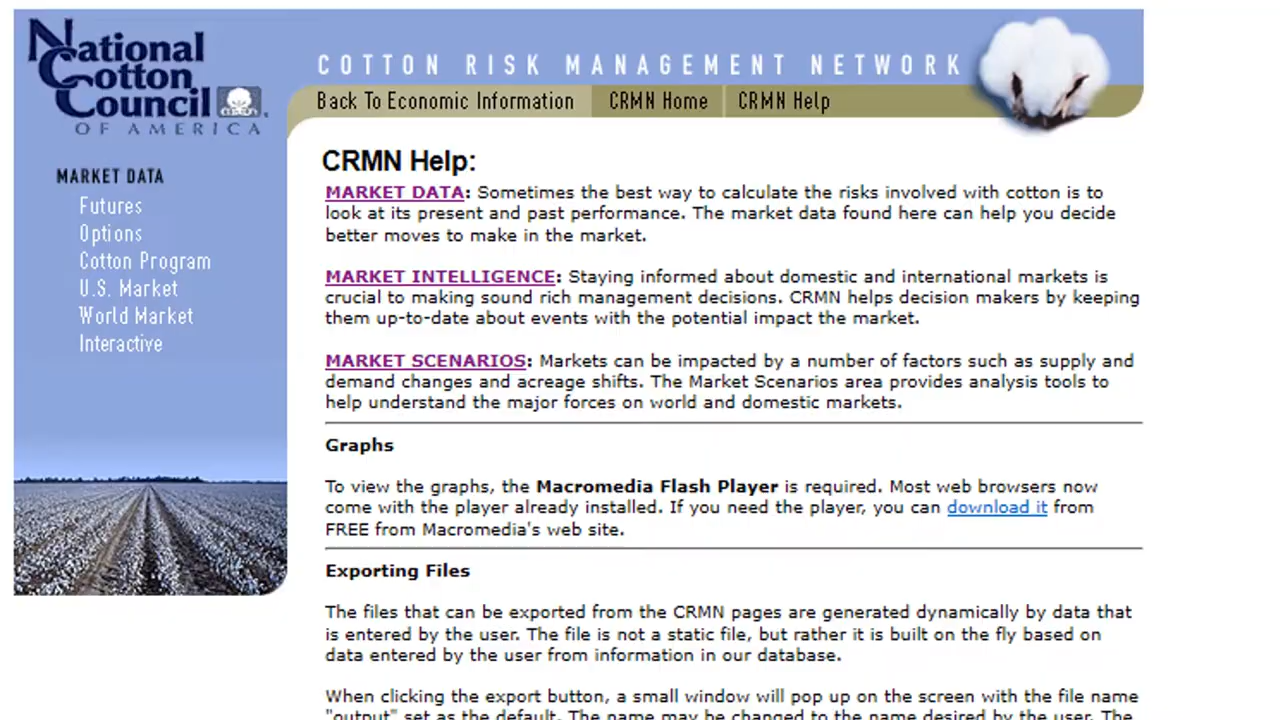 National
Cotton
Council
OF AMERICA
COTTON RISK MANAGEMENT NETWORK
Back To Economic Information CRMN Home CRMN Help
MARKET DATA
Futures
Options
Cotton Program
U.S. Market
World Market
Interactive
CRMN Help:
MARKET DATA: Sometimes the best way to calculate the risks involved with cotton is to
look at its present and past performance. The market data found here can help you decide
better moves to make in the market.
MARKET INTELLIGENCE: Staying informed about domestic and international markets is
crucial to making sound rich management decisions. CRMN helps decision makers by keeping
them up-to-date about events with the potential impact the market.
MARKET SCENARIOS: Markets can be impacted by a number of factors such as supply and
demand changes and acreage shifts. The Market Scenarios area provides analysis tools to
help understand the major forces on world and domestic markets.
Graphs
To view the graphs, the Macromedia Flash Player is required. Most web browsers now
come with the player already installed. If you need the player, you can download it from
FREE from Macromedia's web site.
Exporting Files
The files that can be exported from the CRMN pages are generated dynamically by data that
is entered by the user. The file is not a static file, but rather it is built on the fly based on
data entered by the user from information in our database.
When clicking the export button, a small window will pop up on the screen with the file name
"output" set as the default. The name may be changed to the name desired by the user. The